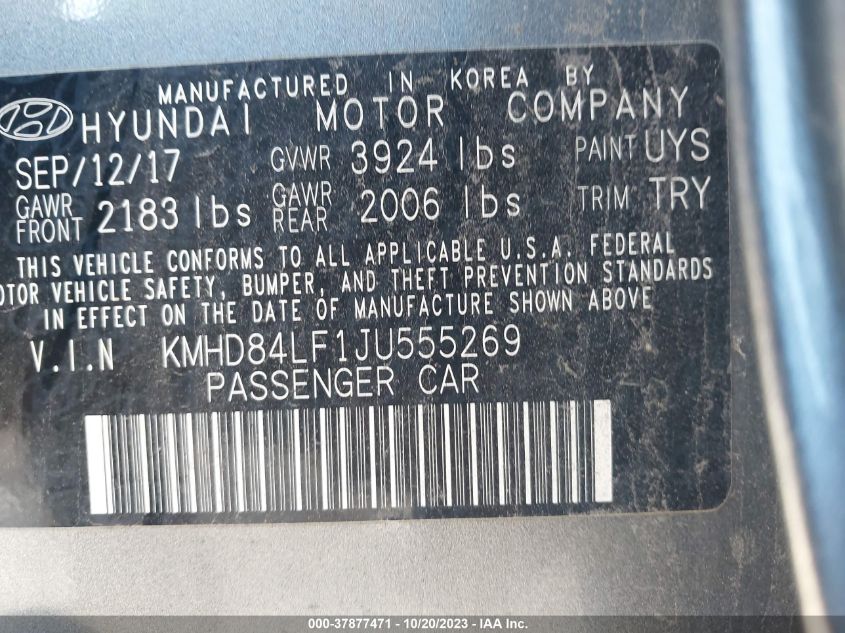 MANUFACTURED IN KOREA BY
HYUNDAI MOTOR COMPANY
SEP/12/17 GVWR 3924 lbs PAINT UYS
GAWR FRONT 2183 lbs GAWR REAR 2006 lbs TRIM TRY
THIS VEHICLE CONFORMS TO ALL APPLICABLE U.S.A. FEDERAL
OTOR VEHICLE SAFETY, BUMPER, AND THEFT PREVENTION STANDARDS
IN EFFECT ON THE DATE OF MANUFACTURE SHOWN ABOVE
V.I.N KMHD84LF1JU555269
PASSENGER CAR
000-37877471 - 10/20/2023 - IAA Inc.